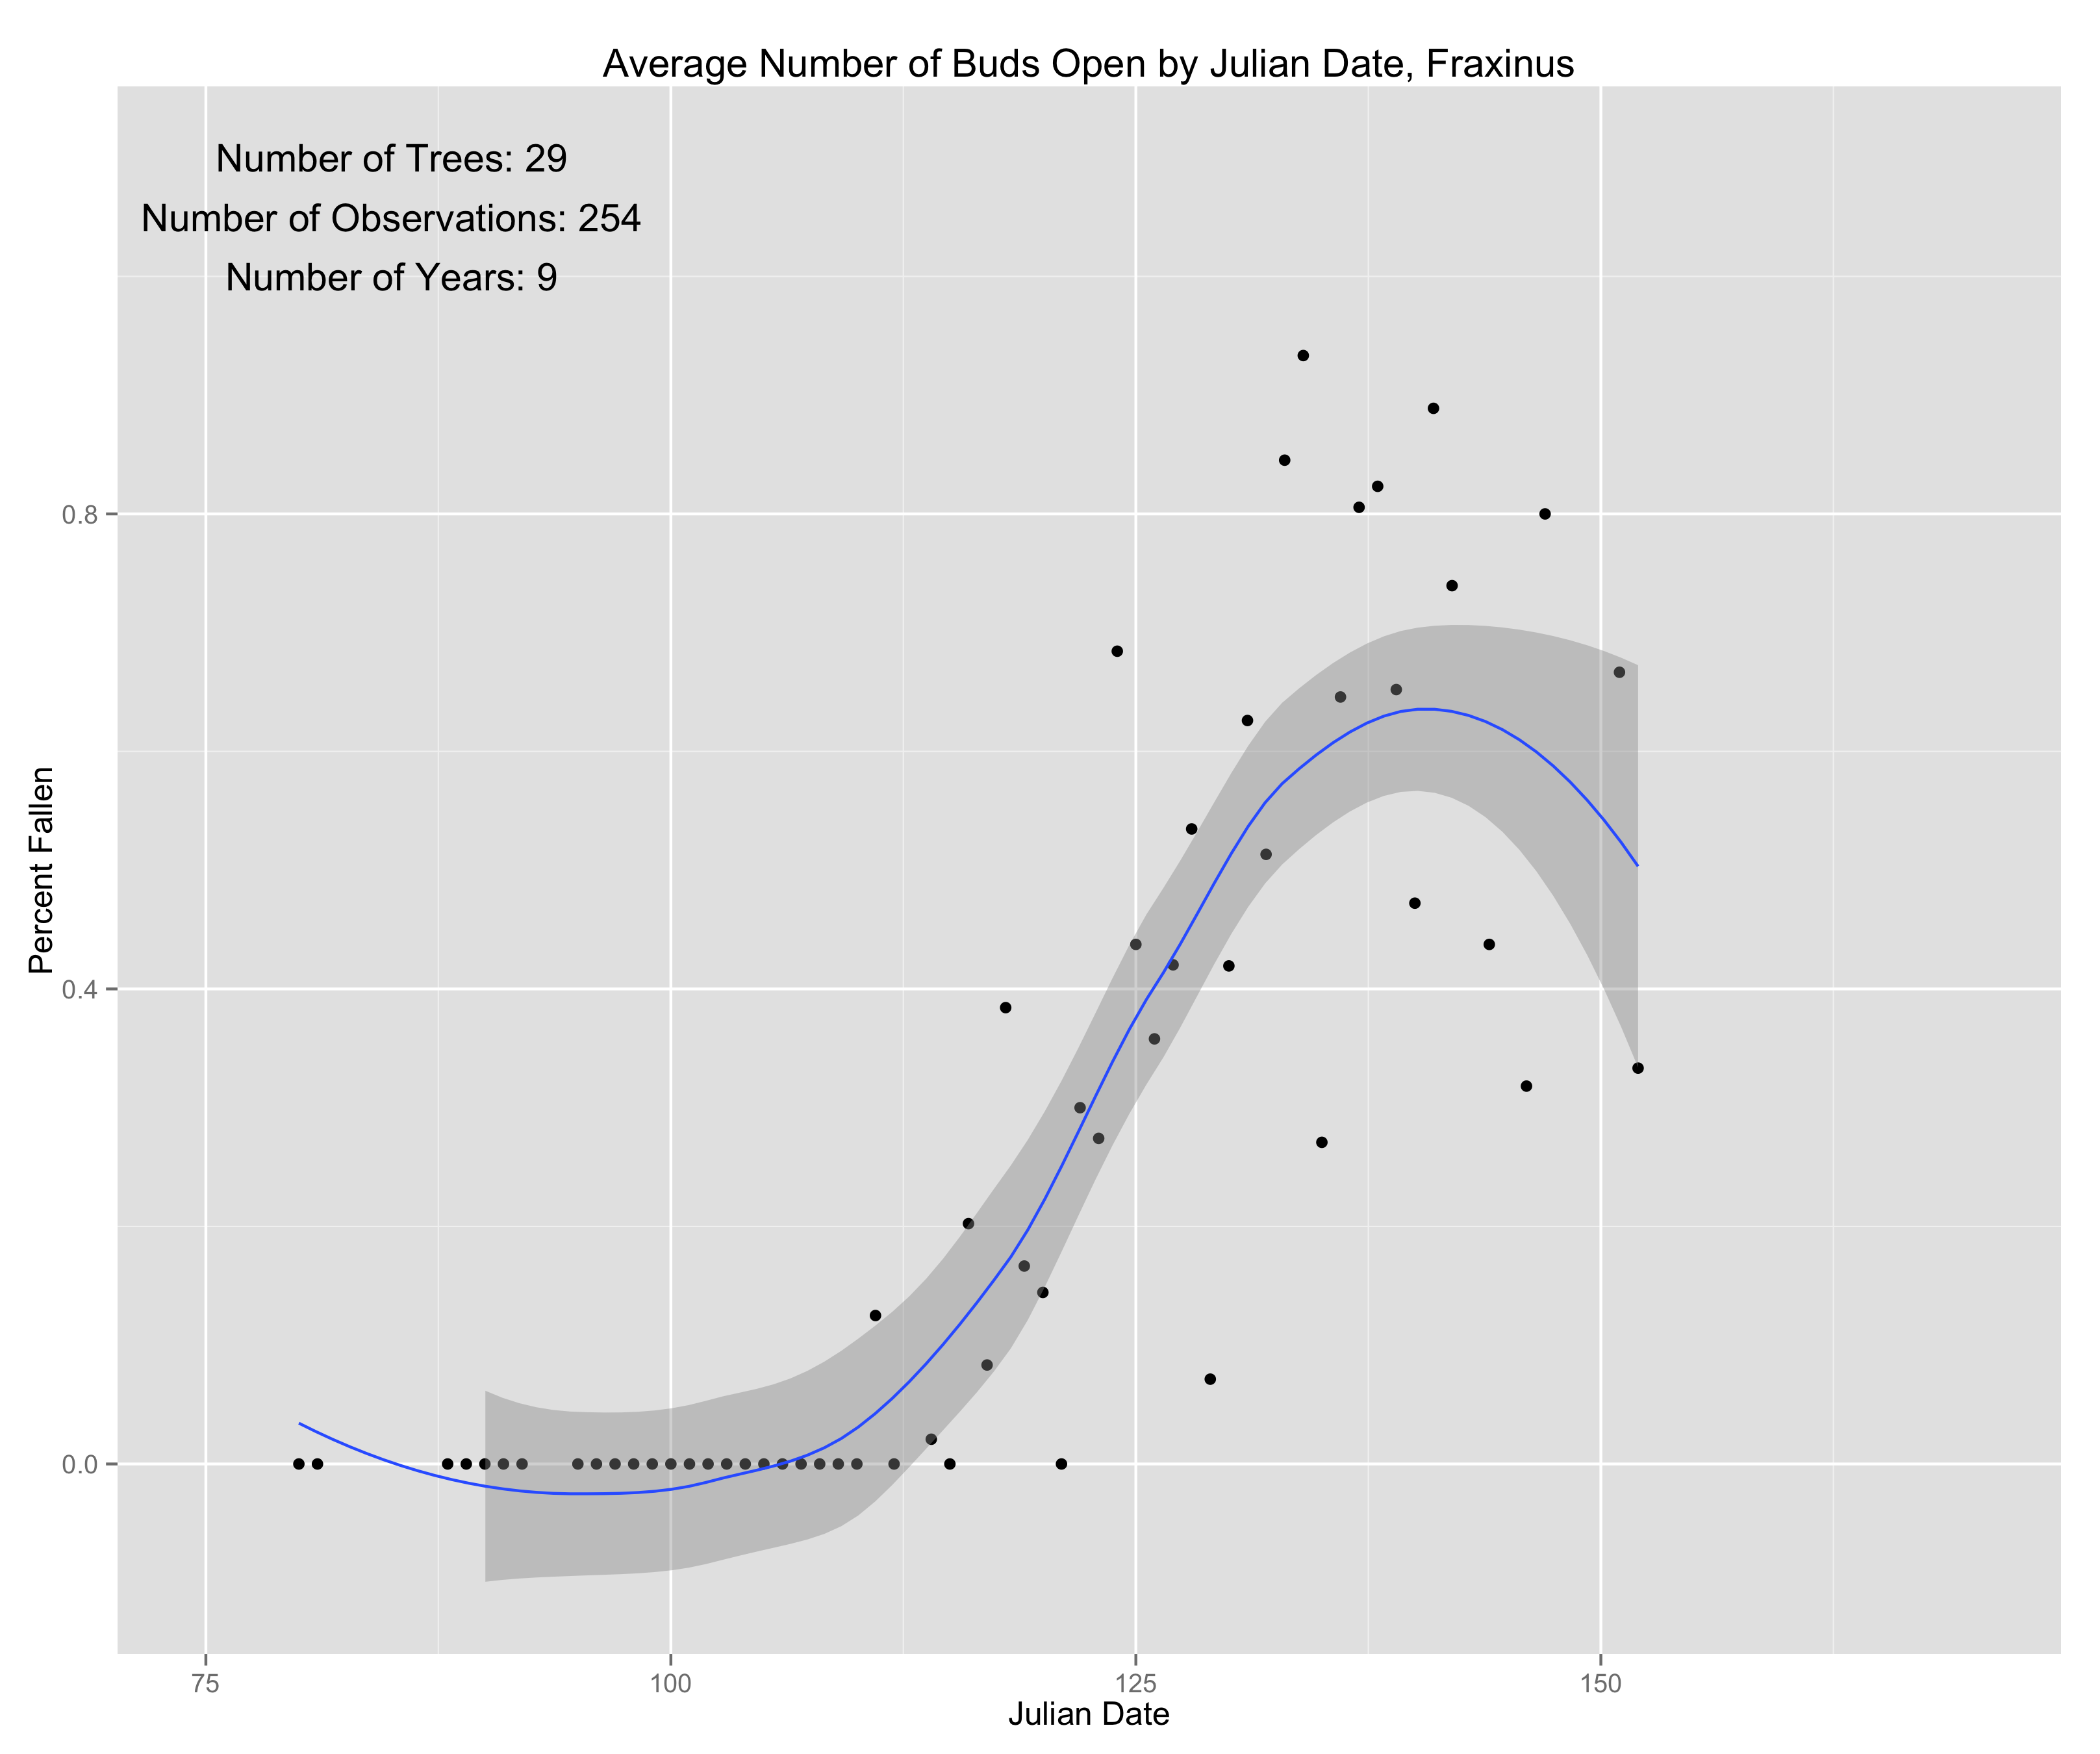 Average Number of Buds Open by Julian Date, Fraxinus
Number of Trees: 29
Number of Observations: 254
Number of Years: 9
0.8
0.4
0.0
Percent Fallen
75 100 125 150
Julian Date